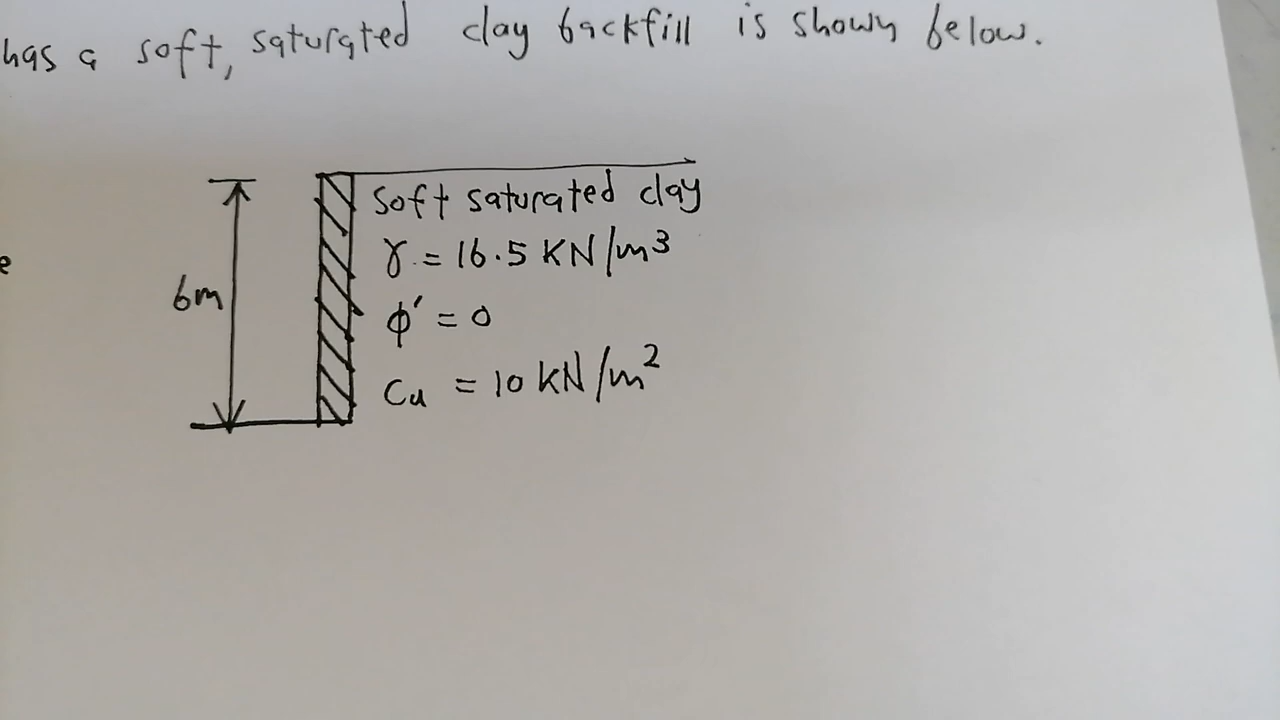 has a soft, saturated clay backfill is shown below.
Soft saturated clay
γ = 16.5 KN/m³
6m
ϕ' = 0
Cu = 10 kN/m²